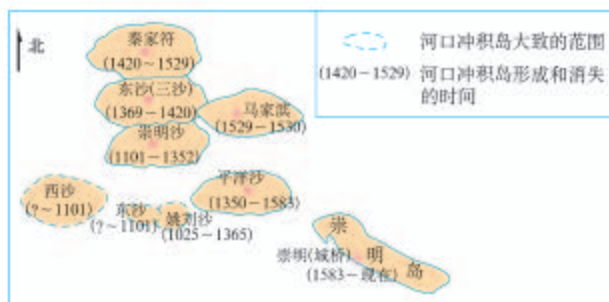 北
秦家符
(1420～1529)
东沙(三沙)
(1369－1420)
马家浜
(1529－1530)
崇明沙
(1101－1352)
西沙
(?～1101)
东沙
(?～1101)
姚刘沙
(1025－1365)
平洋沙
(1350－1583)
崇明岛
崇明(城桥)
(1583－现在)
河口冲积岛大致的范围
(1420－1529) 河口冲积岛形成和消失
的时间